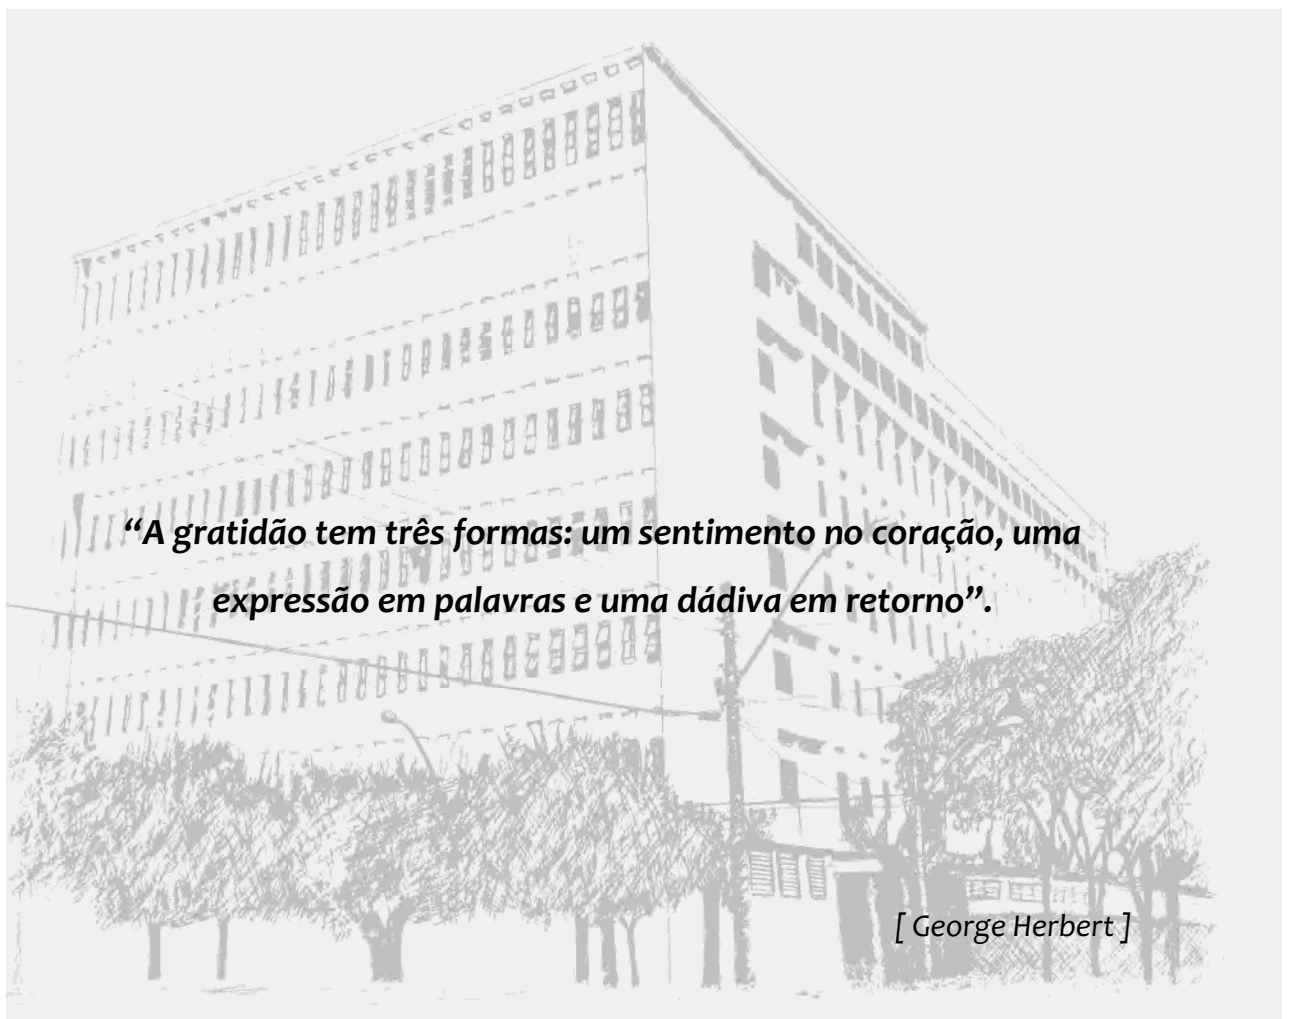 “A gratidão tem três formas: um sentimento no coração, uma
expressão em palavras e uma dádiva em retorno”.
[ George Herbert ]